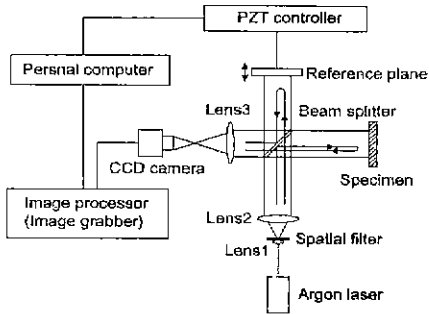 PZT controller
Persnal computer
Reference plane
Lens3
Beam splitter
CCD camera
Specimen
Image processor
(Image grabber)
Lens2
Spatial filter
Lens1
Argon laser